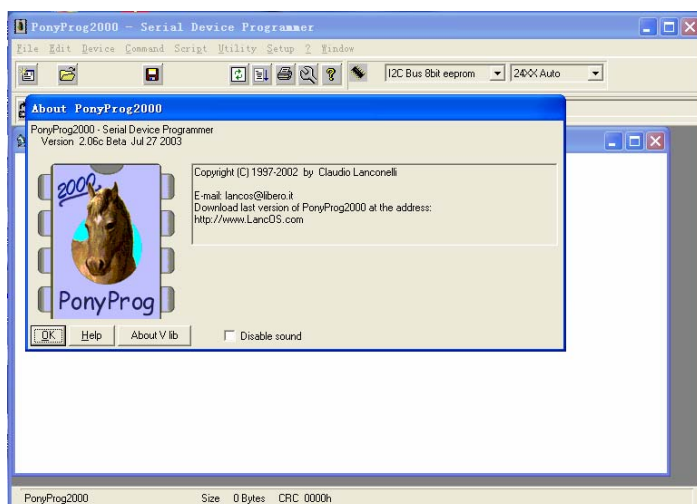 PonyProg2000 - Serial Device Programmer
File Edit Device Command Script Utility Setup ? Window
I2C Bus 8bit eeprom 24XX Auto
About PonyProg2000
PonyProg2000 - Serial Device Programmer
Version 2.06c Beta Jul 27 2003
Copyright (C) 1997-2002 by Claudio Lanconelli
E-mail: lancos@libero.it
Download last version of PonyProg2000 at the address:
http://www.LancOS.com
2000
PonyProg
OK Help About V lib Disable sound
PonyProg2000 Size 0 Bytes CRC 0000h